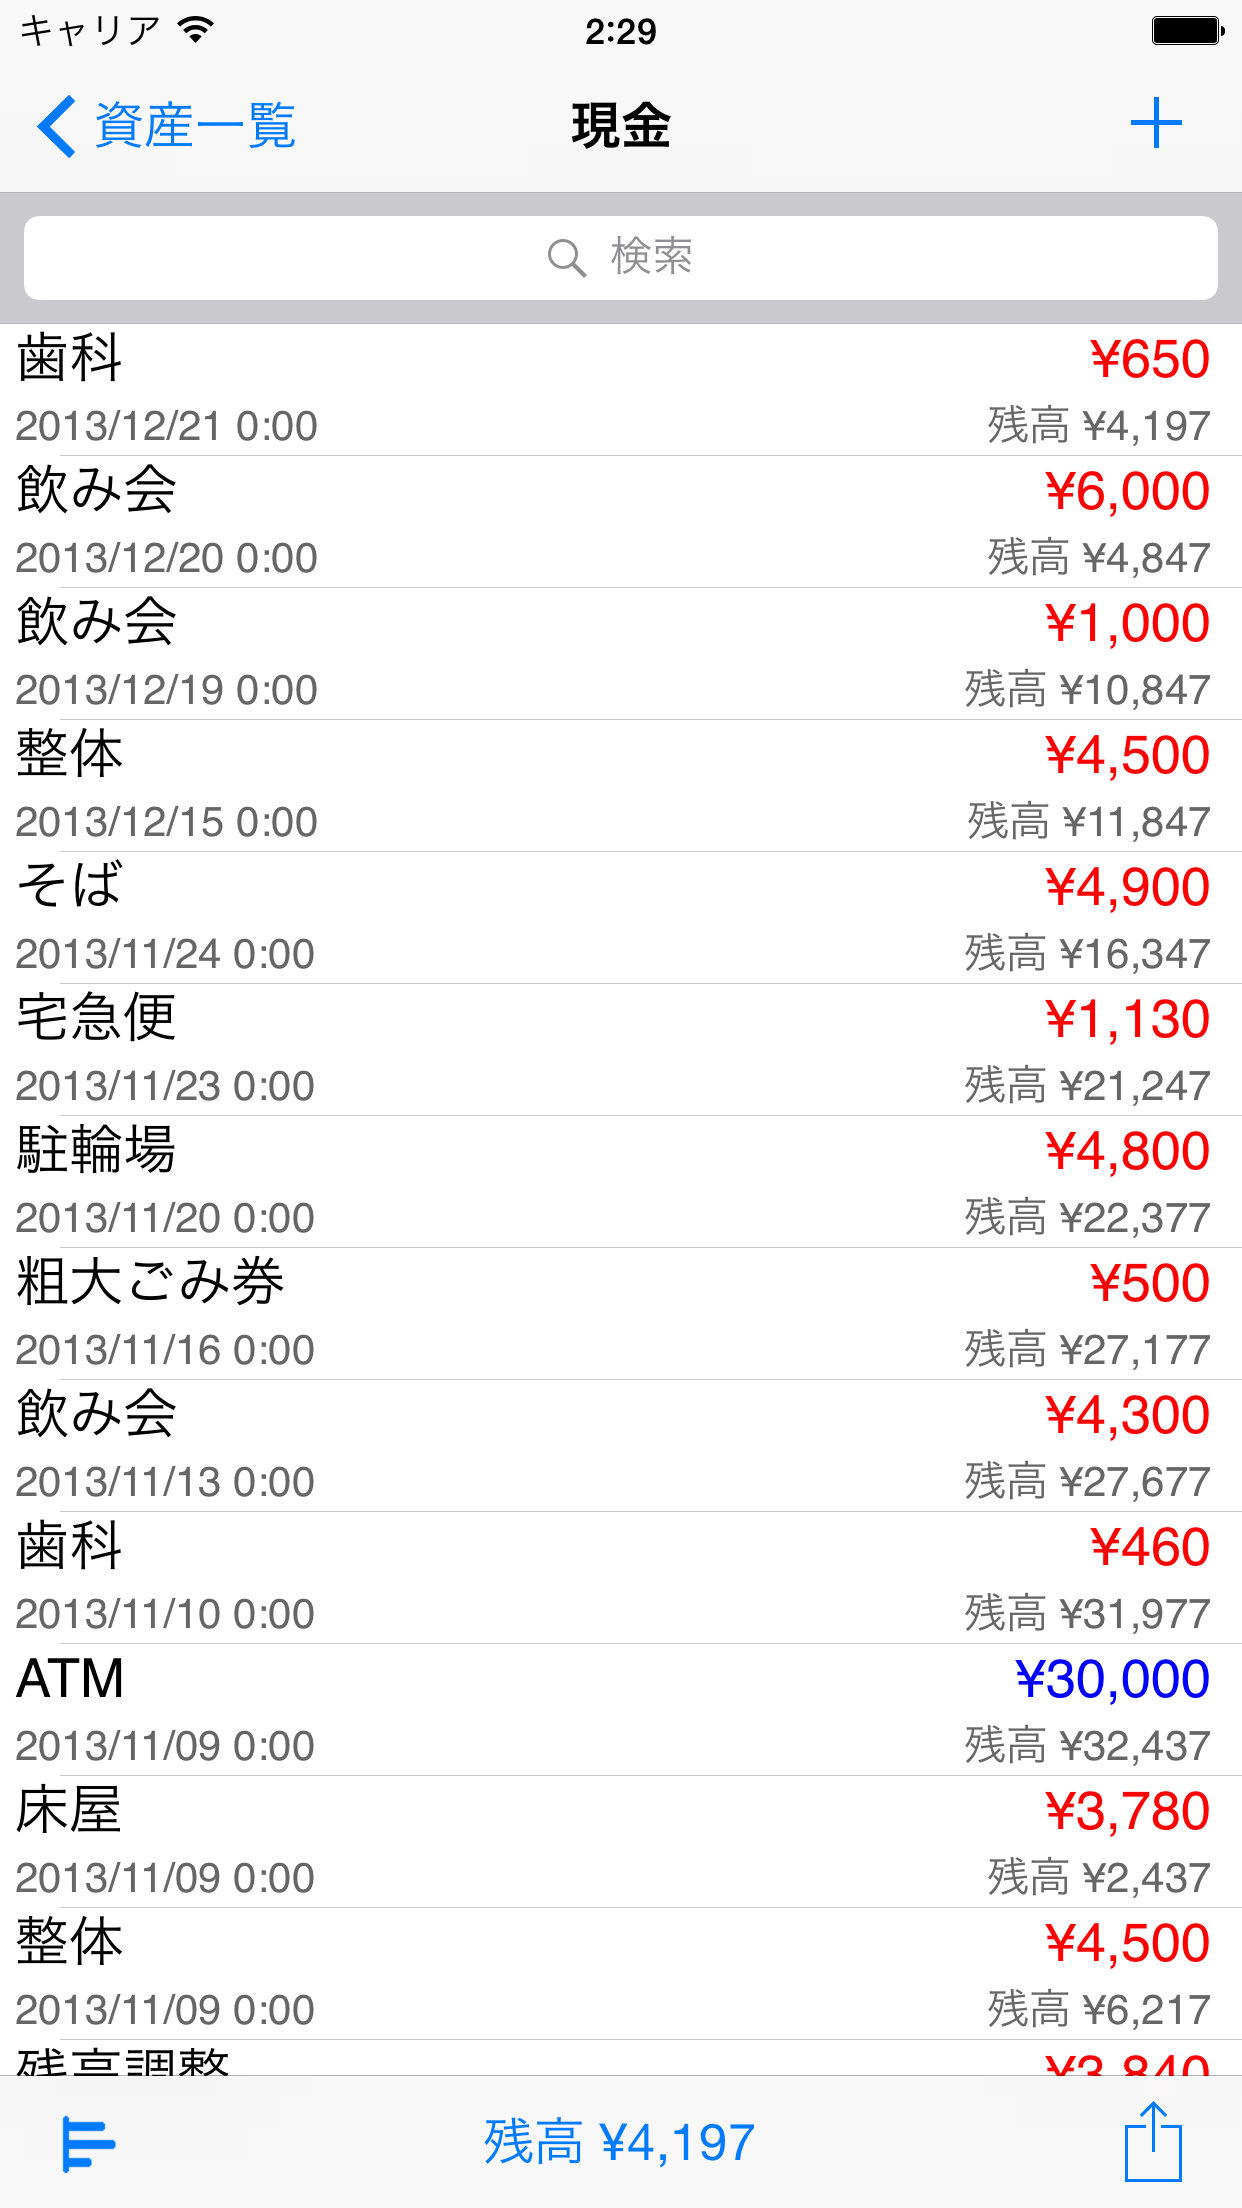 キャリア 2:29
資産一覧 現金
検索
歯科 ¥650
2013/12/21 0:00 残高 ¥4,197
飲み会 ¥6,000
2013/12/20 0:00 残高 ¥4,847
飲み会 ¥1,000
2013/12/19 0:00 残高 ¥10,847
整体 ¥4,500
2013/12/15 0:00 残高 ¥11,847
そば ¥4,900
2013/11/24 0:00 残高 ¥16,347
宅急便 ¥1,130
2013/11/23 0:00 残高 ¥21,247
駐輪場 ¥4,800
2013/11/20 0:00 残高 ¥22,377
粗大ごみ券 ¥500
2013/11/16 0:00 残高 ¥27,177
飲み会 ¥4,300
2013/11/13 0:00 残高 ¥27,677
歯科 ¥460
2013/11/10 0:00 残高 ¥31,977
ATM ¥30,000
2013/11/09 0:00 残高 ¥32,437
床屋 ¥3,780
2013/11/09 0:00 残高 ¥2,437
整体 ¥4,500
2013/11/09 0:00 残高 ¥6,217
残高調整 ¥3,840
残高 ¥4,197